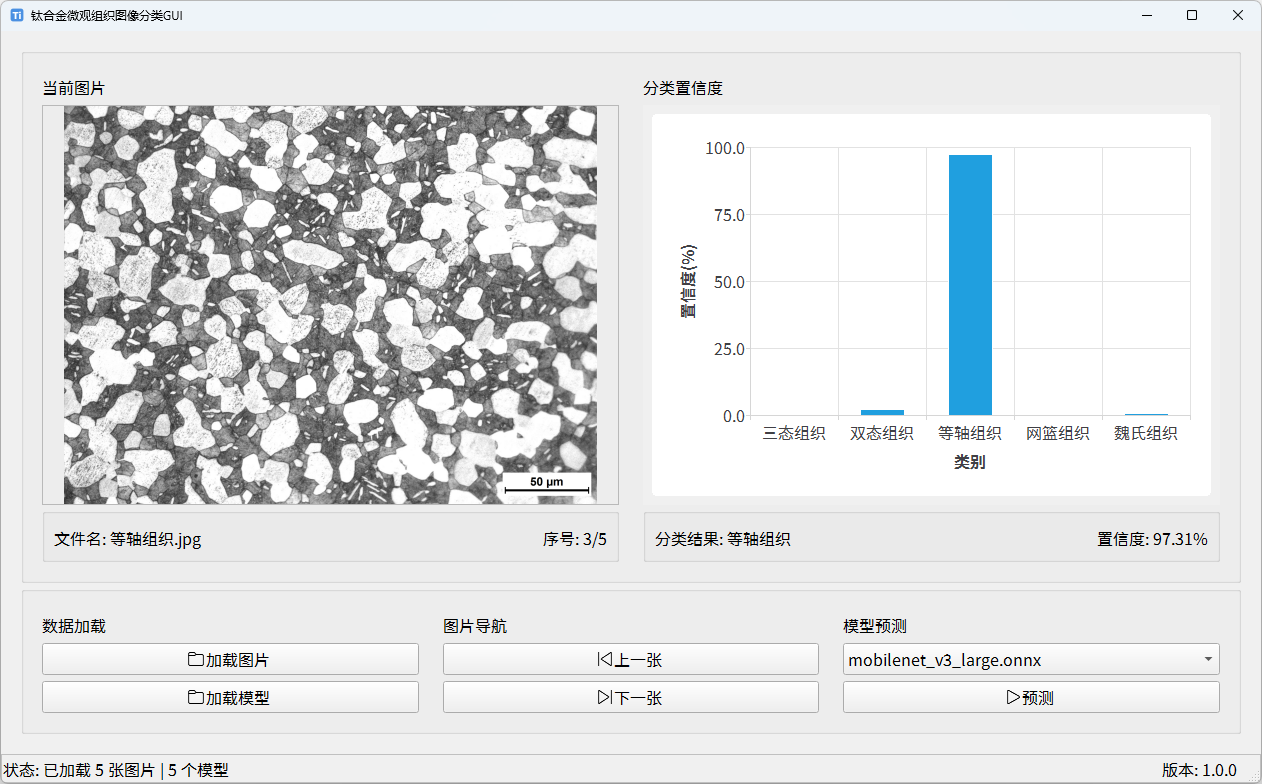 钛合金微观组织图像分类GUI
当前图片
50 μm
文件名: 等轴组织.jpg
序号: 3/5
分类置信度
100.0
75.0
50.0
25.0
0.0
置信度(%)
三态组织 双态组织 等轴组织 网篮组织 魏氏组织
类别
分类结果: 等轴组织
置信度: 97.31%
数据加载
加载图片
加载模型
图片导航
上一张
下一张
模型预测
mobilenet_v3_large.onnx
预测
状态: 已加载 5 张图片 | 5 个模型
版本: 1.0.0